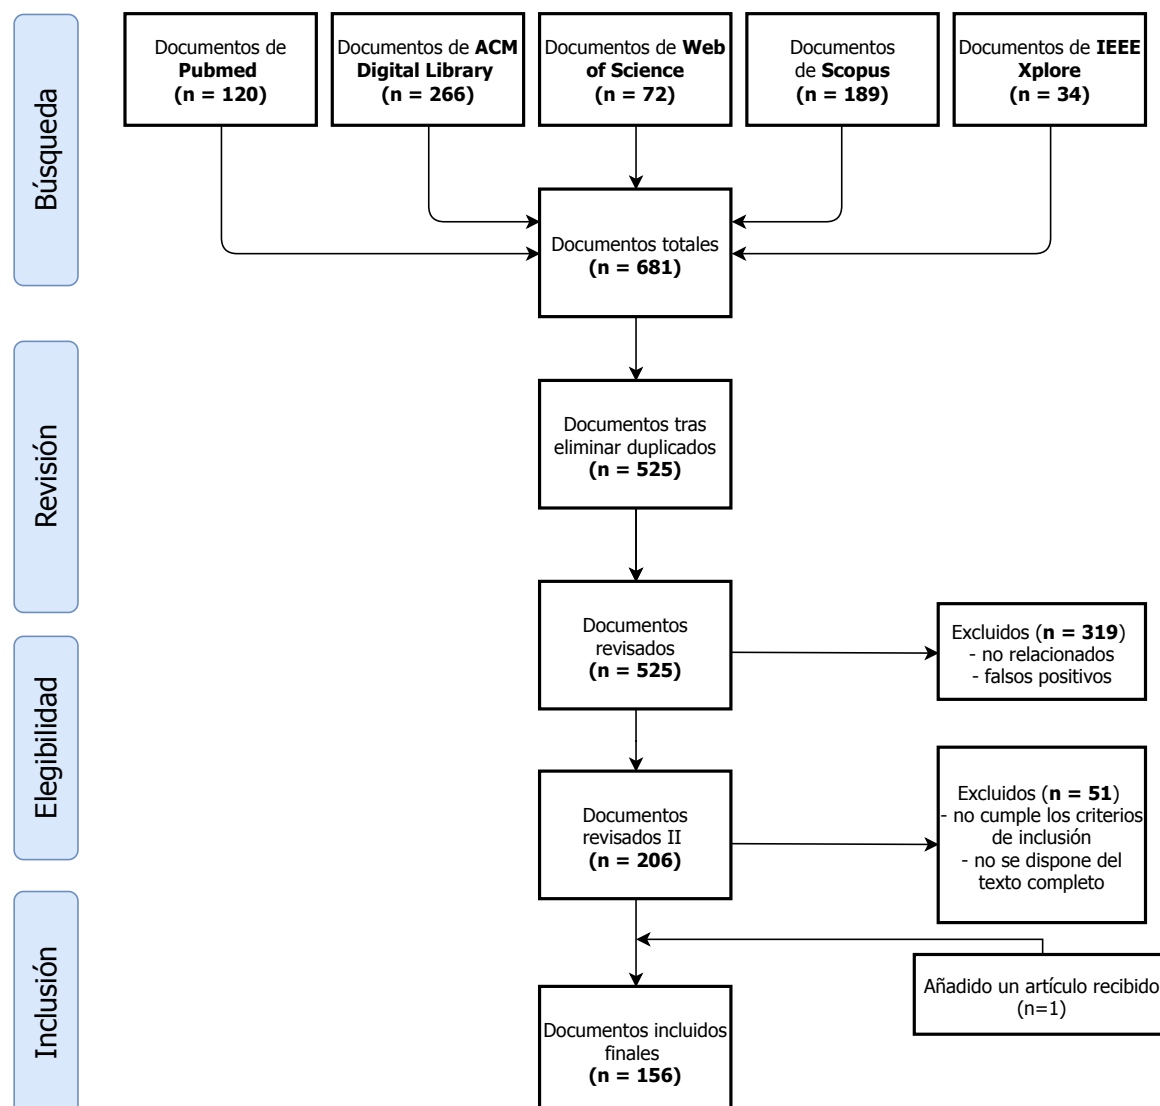 Búsqueda
Documentos de
Pubmed
(n = 120)
Documentos de ACM
Digital Library
(n = 266)
Documentos de Web
of Science
(n = 72)
Documentos
de Scopus
(n = 189)
Documentos de IEEE
Xplore
(n = 34)
Documentos totales
(n = 681)
Revisión
Documentos tras
eliminar duplicados
(n = 525)
Documentos
revisados
(n = 525)
Excluidos (n = 319)
- no relacionados
- falsos positivos
Elegibilidad
Documentos
revisados II
(n = 206)
Excluidos (n = 51)
- no cumple los criterios
de inclusión
- no se dispone del
texto completo
Inclusión
Añadido un artículo recibido
(n=1)
Documentos incluidos
finales
(n = 156)